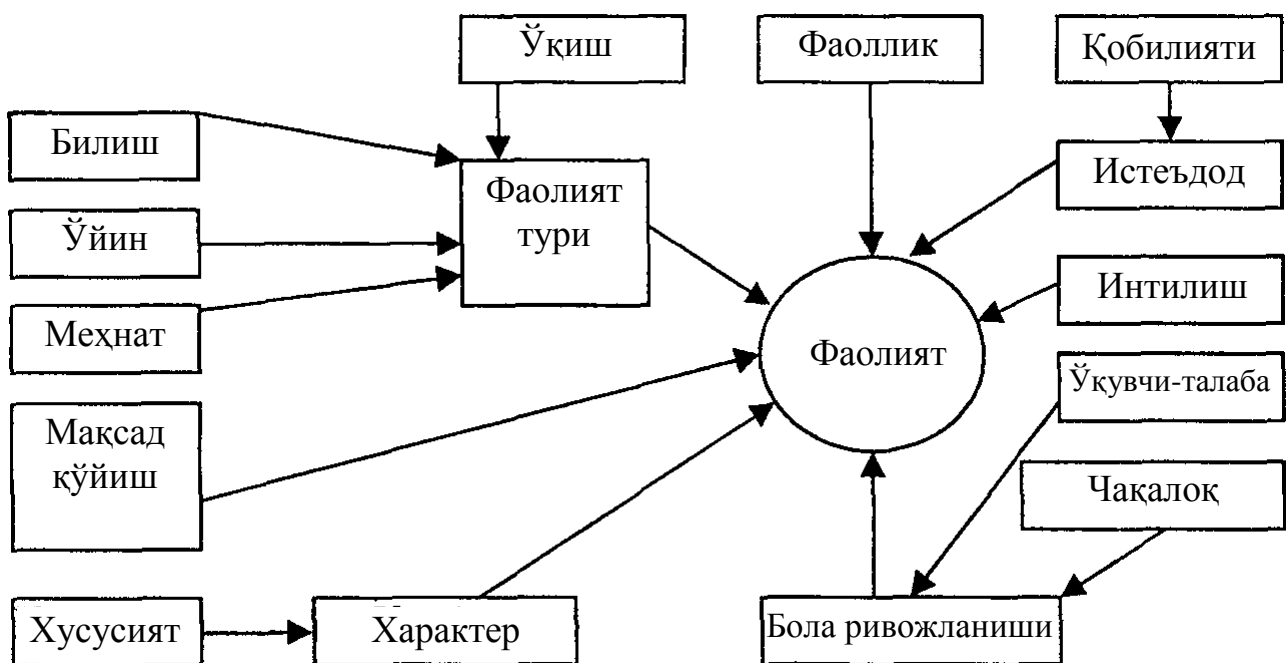 Ўқиш
Фаоллик
Қобилияти
Билиш
Фаолият
тури
Истеъдод
Ўйин
Интилиш
Меҳнат
Фаолият
Ўқувчи-талаба
Мақсад
қўйиш
Чақалоқ
Хусусият
Характер
Бола ривожланиши